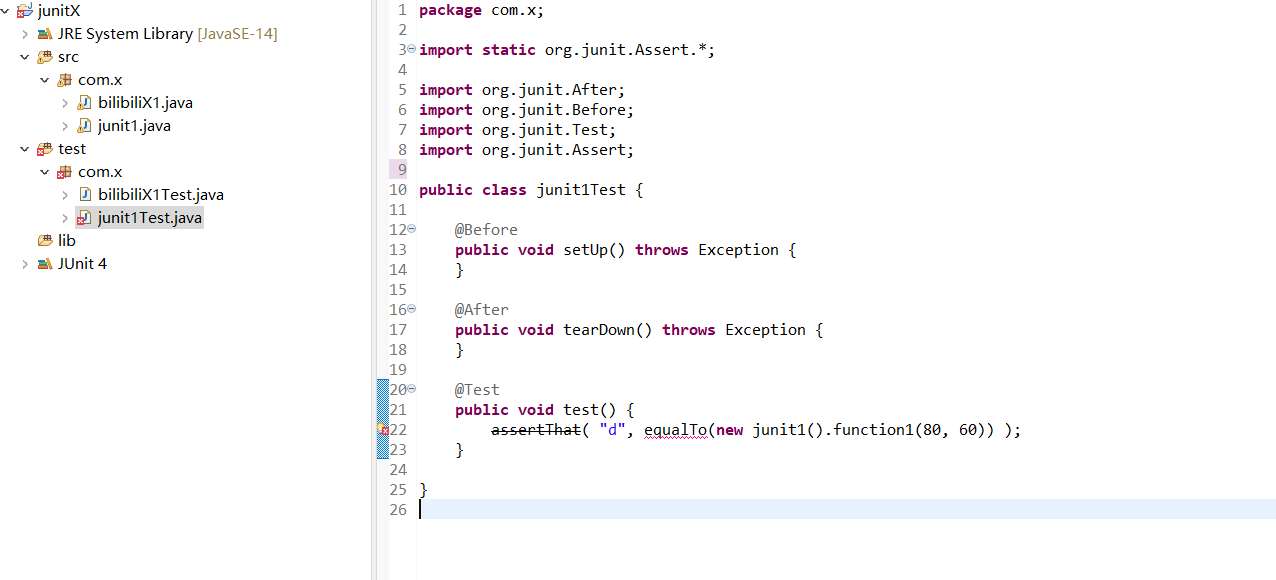 junitX
JRE System Library [JavaSE-14]
src
com.x
bilibiliX1.java
junit1.java
test
com.x
bilibiliX1Test.java
junit1Test.java
lib
JUnit 4
1 package com.x;
2
3 import static org.junit.Assert.*;
4
5 import org.junit.After;
6 import org.junit.Before;
7 import org.junit.Test;
8 import org.junit.Assert;
9
10 public class junit1Test {
11
12     @Before
13     public void setUp() throws Exception {
14     }
15
16     @After
17     public void tearDown() throws Exception {
18     }
19
20     @Test
21     public void test() {
22         assertThat( "d", equalTo(new junit1().function1(80, 60)) );
23     }
24
25 }
26